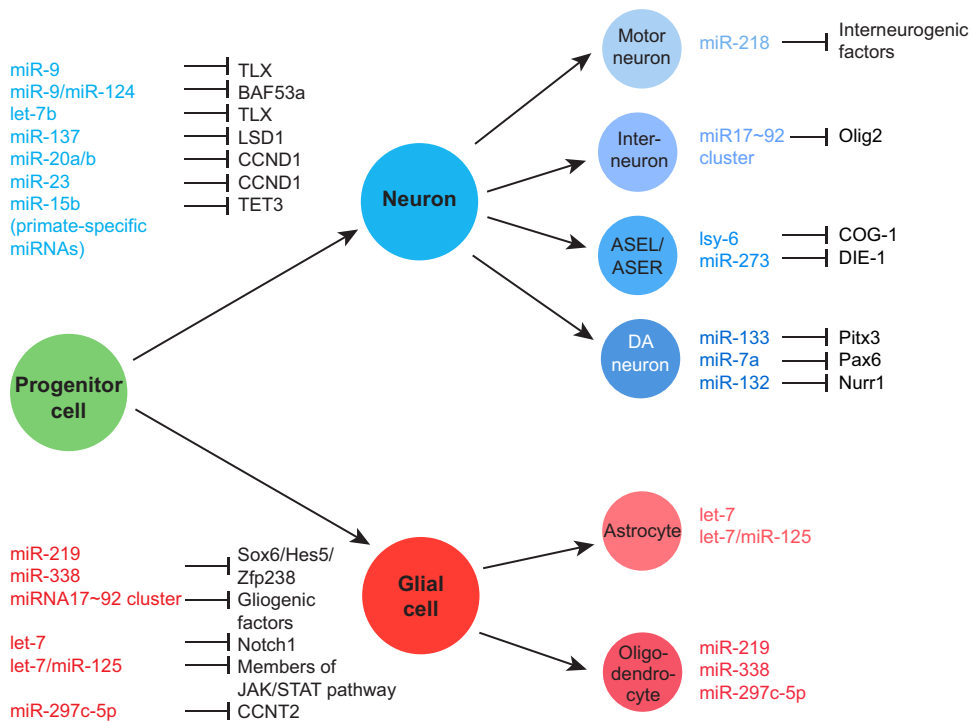 miR-9 TLX
miR-9/miR-124 BAF53a
let-7b TLX
miR-137 LSD1
miR-20a/b CCND1
miR-23 CCND1
miR-15b TET3
(primate-specific
miRNAs)
Neuron
Motor
neuron
miR-218
Interneurogenic
factors
Inter-
neuron
miR17~92
cluster
Olig2
ASEL/
ASER
lsy-6 COG-1
miR-273 DIE-1
DA
neuron
miR-133 Pitx3
miR-7a Pax6
miR-132 Nurr1
Progenitor
cell
miR-219
miR-338
Sox6/Hes5/
Zfp238
miRNA17~92 cluster Gliogenic
factors
let-7 Notch1
let-7/miR-125 Members of
JAK/STAT pathway
miR-297c-5p CCNT2
Glial
cell
Astrocyte
let-7
let-7/miR-125
Oligo-
dendro-
cyte
miR-219
miR-338
miR-297c-5p